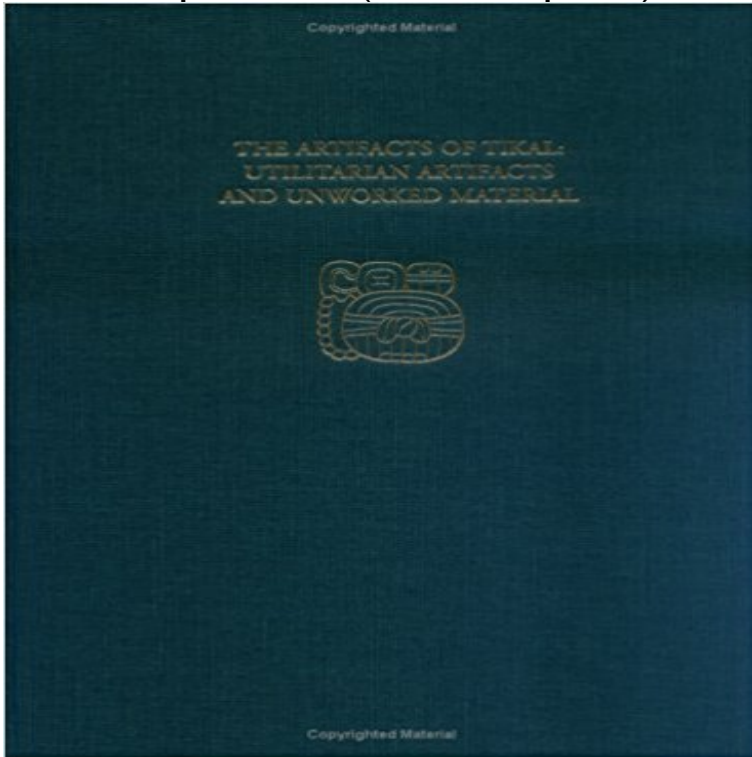 Copyrighted Material
THE ARTIFACTS OF TIKAL:
UTILITARIAN ARTIFACTS
AND UNWORKED MATERIAL
Copyrighted Material